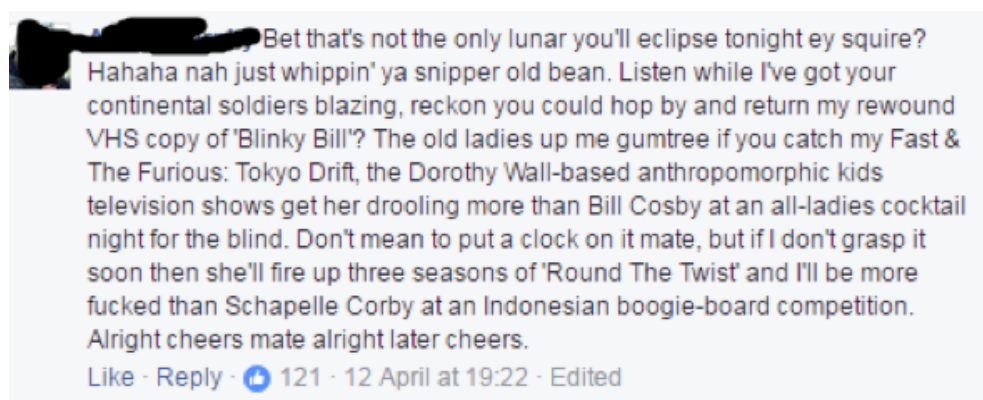 Bet that's not the only lunar you'll eclipse tonight ey squire?
Hahaha nah just whippin' ya snipper old bean. Listen while I've got your
continental soldiers blazing, reckon you could hop by and return my rewound
VHS copy of 'Blinky Bill'? The old ladies up me gumtree if you catch my Fast &
The Furious: Tokyo Drift, the Dorothy Wall-based anthropomorphic kids
television shows get her drooling more than Bill Cosby at an all-ladies cocktail
night for the blind. Don't mean to put a clock on it mate, but if I don't grasp it
soon then she'll fire up three seasons of 'Round The Twist' and I'll be more
fucked than Schapelle Corby at an Indonesian boogie-board competition.
Alright cheers mate alright later cheers.
Like · Reply · 121 · 12 April at 19:22 · Edited